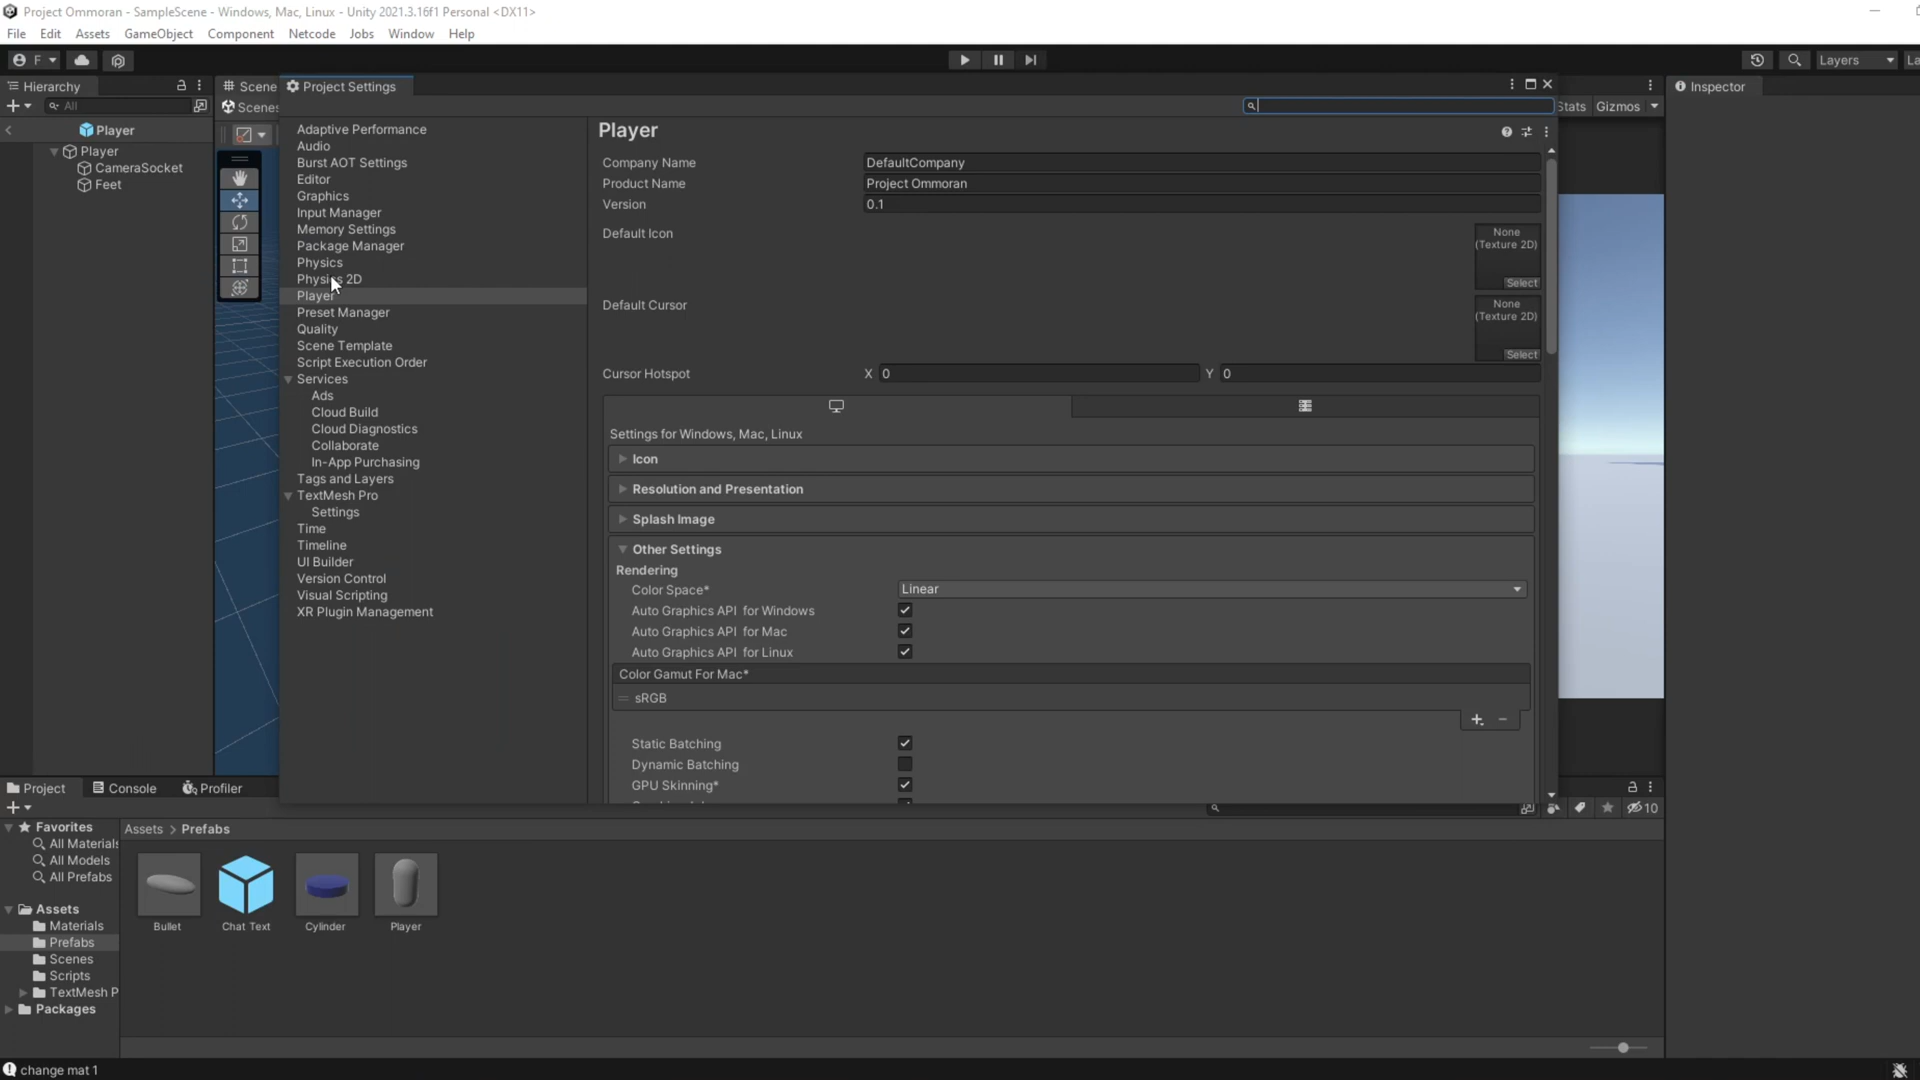 Project Ommoran - SampleScene - Windows, Mac, Linux - Unity 2021.3.16f1 Personal <DX11>
File Edit Assets GameObject Component Netcode Jobs Window Help
F Layers La
Hierarchy Scene Project Settings Inspector
All Scenes Stats Gizmos
Player
Player
CameraSocket
Feet
Adaptive Performance
Audio
Burst AOT Settings
Editor
Graphics
Input Manager
Memory Settings
Package Manager
Physics
Physics 2D
Player
Preset Manager
Quality
Scene Template
Script Execution Order
Services
Ads
Cloud Build
Cloud Diagnostics
Collaborate
In-App Purchasing
Tags and Layers
TextMesh Pro
Settings
Time
Timeline
UI Builder
Version Control
Visual Scripting
XR Plugin Management
Player
Company Name DefaultCompany
Product Name Project Ommoran
Version 0.1
Default Icon None
(Texture 2D)
Select
Default Cursor None
(Texture 2D)
Select
Cursor Hotspot X 0 Y 0
Settings for Windows, Mac, Linux
Icon
Resolution and Presentation
Splash Image
Other Settings
Rendering
Color Space* Linear
Auto Graphics API for Windows
Auto Graphics API for Mac
Auto Graphics API for Linux
Color Gamut For Mac*
sRGB
Static Batching
Dynamic Batching
GPU Skinning*
Project Console Profiler
10
Favorites
All Materials
All Models
All Prefabs
Assets
Materials
Prefabs
Scenes
Scripts
TextMesh P
Packages
Assets > Prefabs
Bullet Chat Text Cylinder Player
change mat 1